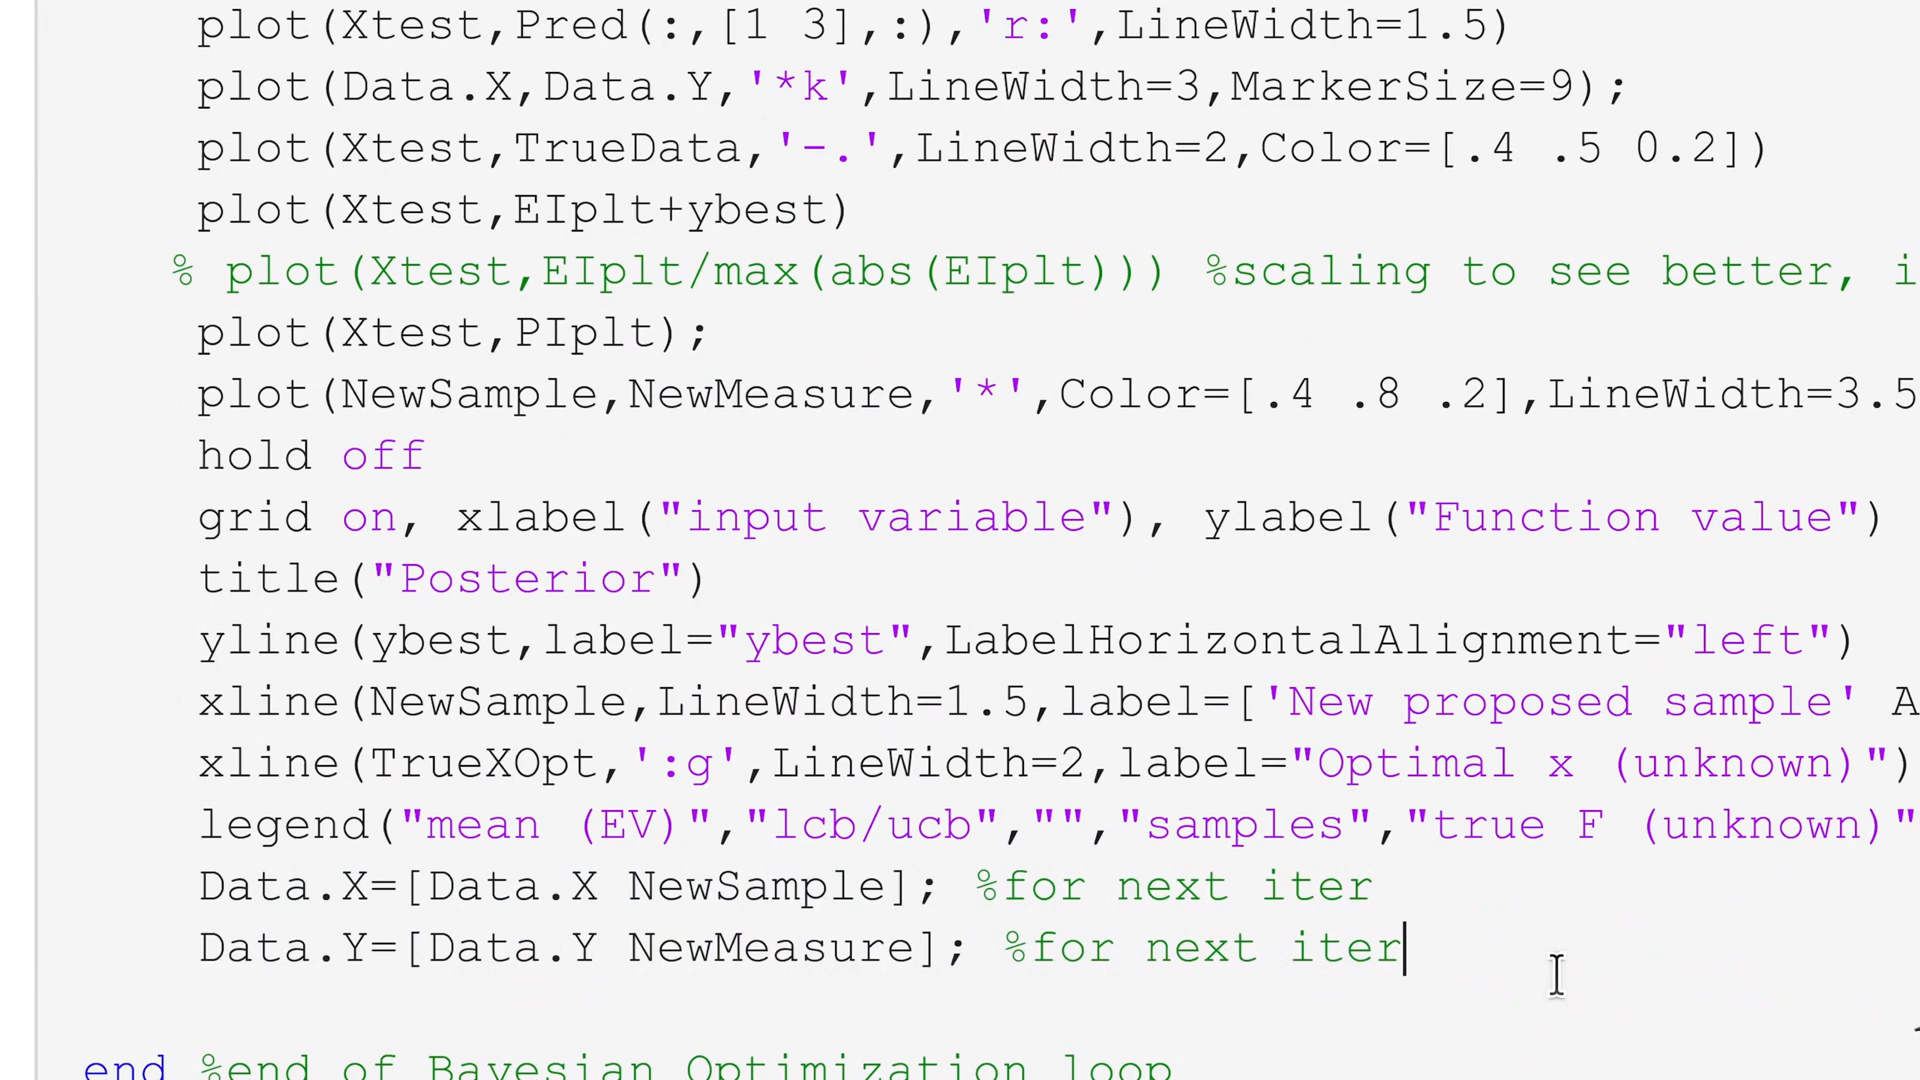 plot(Xtest,Pred(:,[1 3],:),'r:',LineWidth=1.5)
plot(Data.X,Data.Y,'*k',LineWidth=3,MarkerSize=9);
plot(Xtest,TrueData,'-.',LineWidth=2,Color=[.4 .5 0.2])
plot(Xtest,EIplt+ybest)
% plot(Xtest,EIplt/max(abs(EIplt))) %scaling to see better, i
plot(Xtest,PIplt);
plot(NewSample,NewMeasure,'*',Color=[.4 .8 .2],LineWidth=3.5
hold off
grid on, xlabel("input variable"), ylabel("Function value")
title("Posterior")
yline(ybest,label="ybest",LabelHorizontalAlignment="left")
xline(NewSample,LineWidth=1.5,label=['New proposed sample' A
xline(TrueXOpt,':g',LineWidth=2,label="Optimal x (unknown)")
legend("mean (EV)","lcb/ucb","","samples","true F (unknown)"
Data.X=[Data.X NewSample]; %for next iter
Data.Y=[Data.Y NewMeasure]; %for next iter
end %end of Bayesian Optimization loop